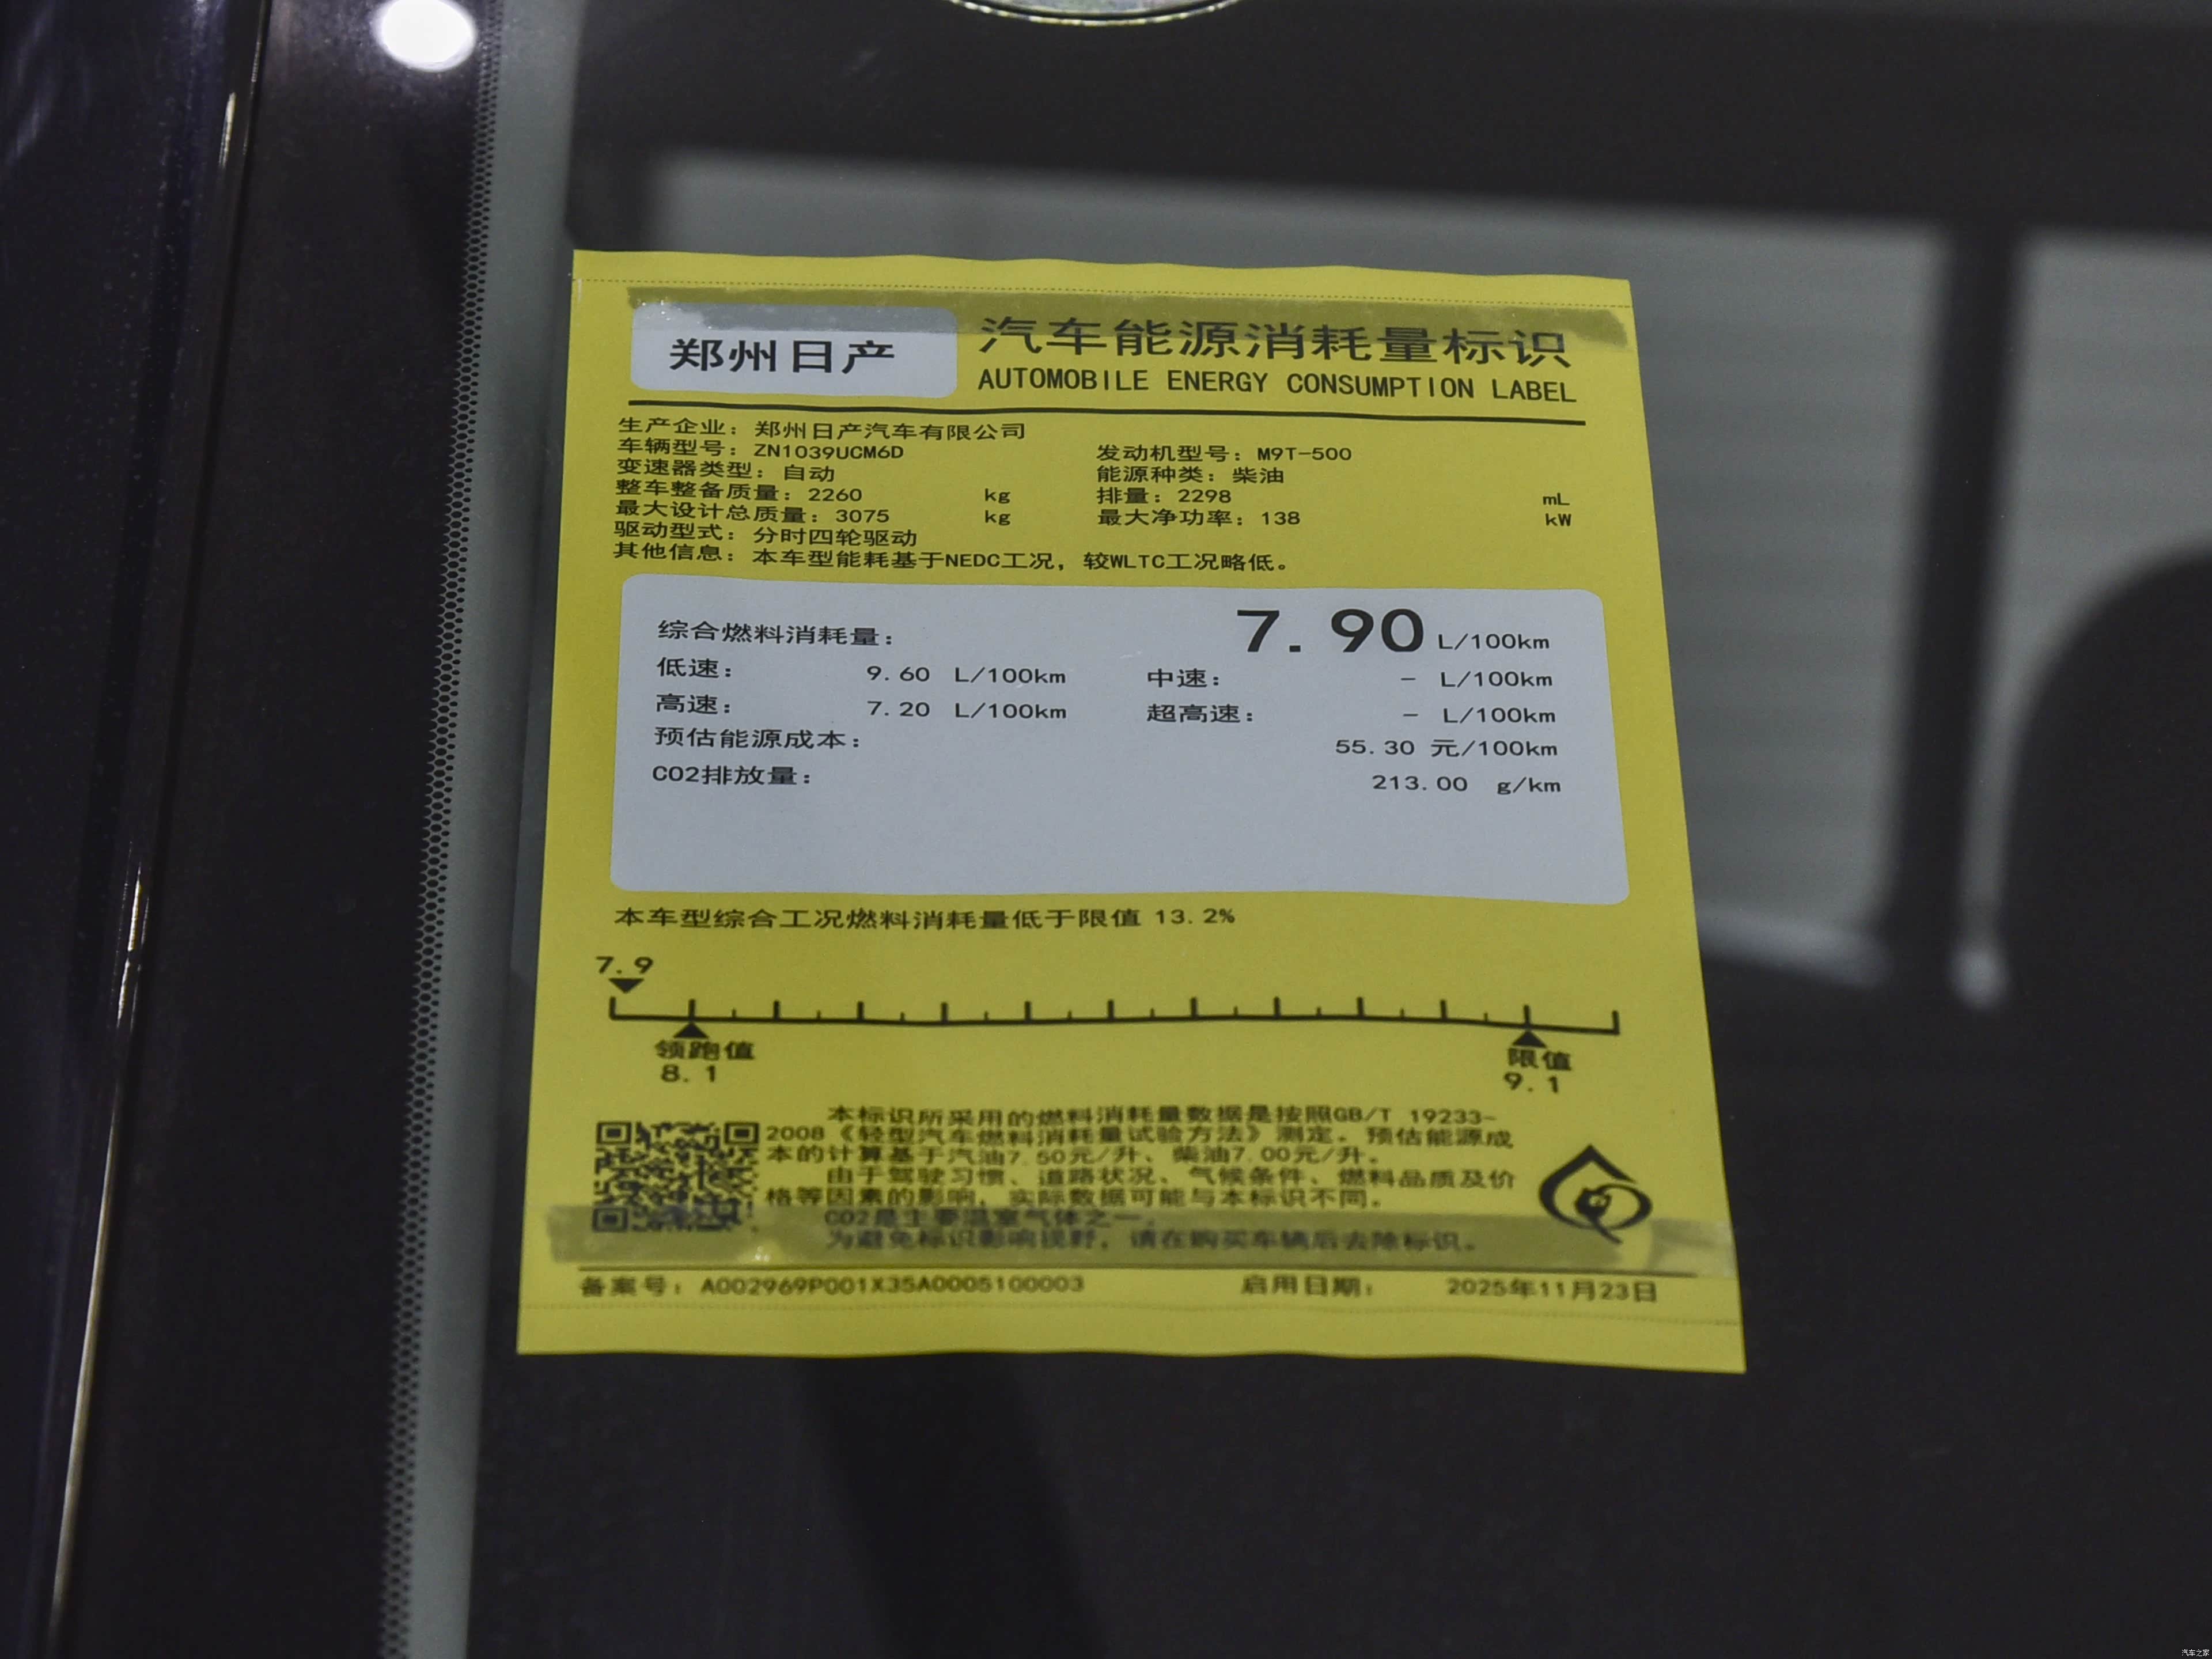 郑州日产
汽车能源消耗量标识
AUTOMOBILE ENERGY CONSUMPTION LABEL
生产企业：郑州日产汽车有限公司
车辆型号：ZN1039UCM6D 发动机型号：M9T-500
变速器类型：自动 能源种类：柴油
整车整备质量：2260 kg 排量：2298 mL
最大设计总质量：3075 kg 最大净功率：138 kW
驱动型式：分时四轮驱动
其他信息：本车型能耗基于NEDC工况，较WLTC工况略低。
综合燃料消耗量： 7.90 L/100km
低速： 9.60 L/100km 中速： - L/100km
高速： 7.20 L/100km 超高速： - L/100km
预估能源成本： 55.30 元/100km
CO2排放量： 213.00 g/km
本车型综合工况燃料消耗量低于限值 13.2%
7.9
领跑值 限值
8.1 9.1
本标识所采用的燃料消耗量数据是按照GB/T 19233-
2008《轻型汽车燃料消耗量试验方法》测定。预估能源成
本的计算基于汽油7.50元/升、柴油7.00元/升。
由于驾驶习惯、道路状况、气候条件、燃料品质及价
格等因素的影响，实际数据可能与本标识不同。
CO2是主要温室气体之一。
为避免标识影响视野，请在购买车辆后去除标识。
备案号：A002969P001X35A0005100003 启用日期： 2025年11月23日
汽车之家